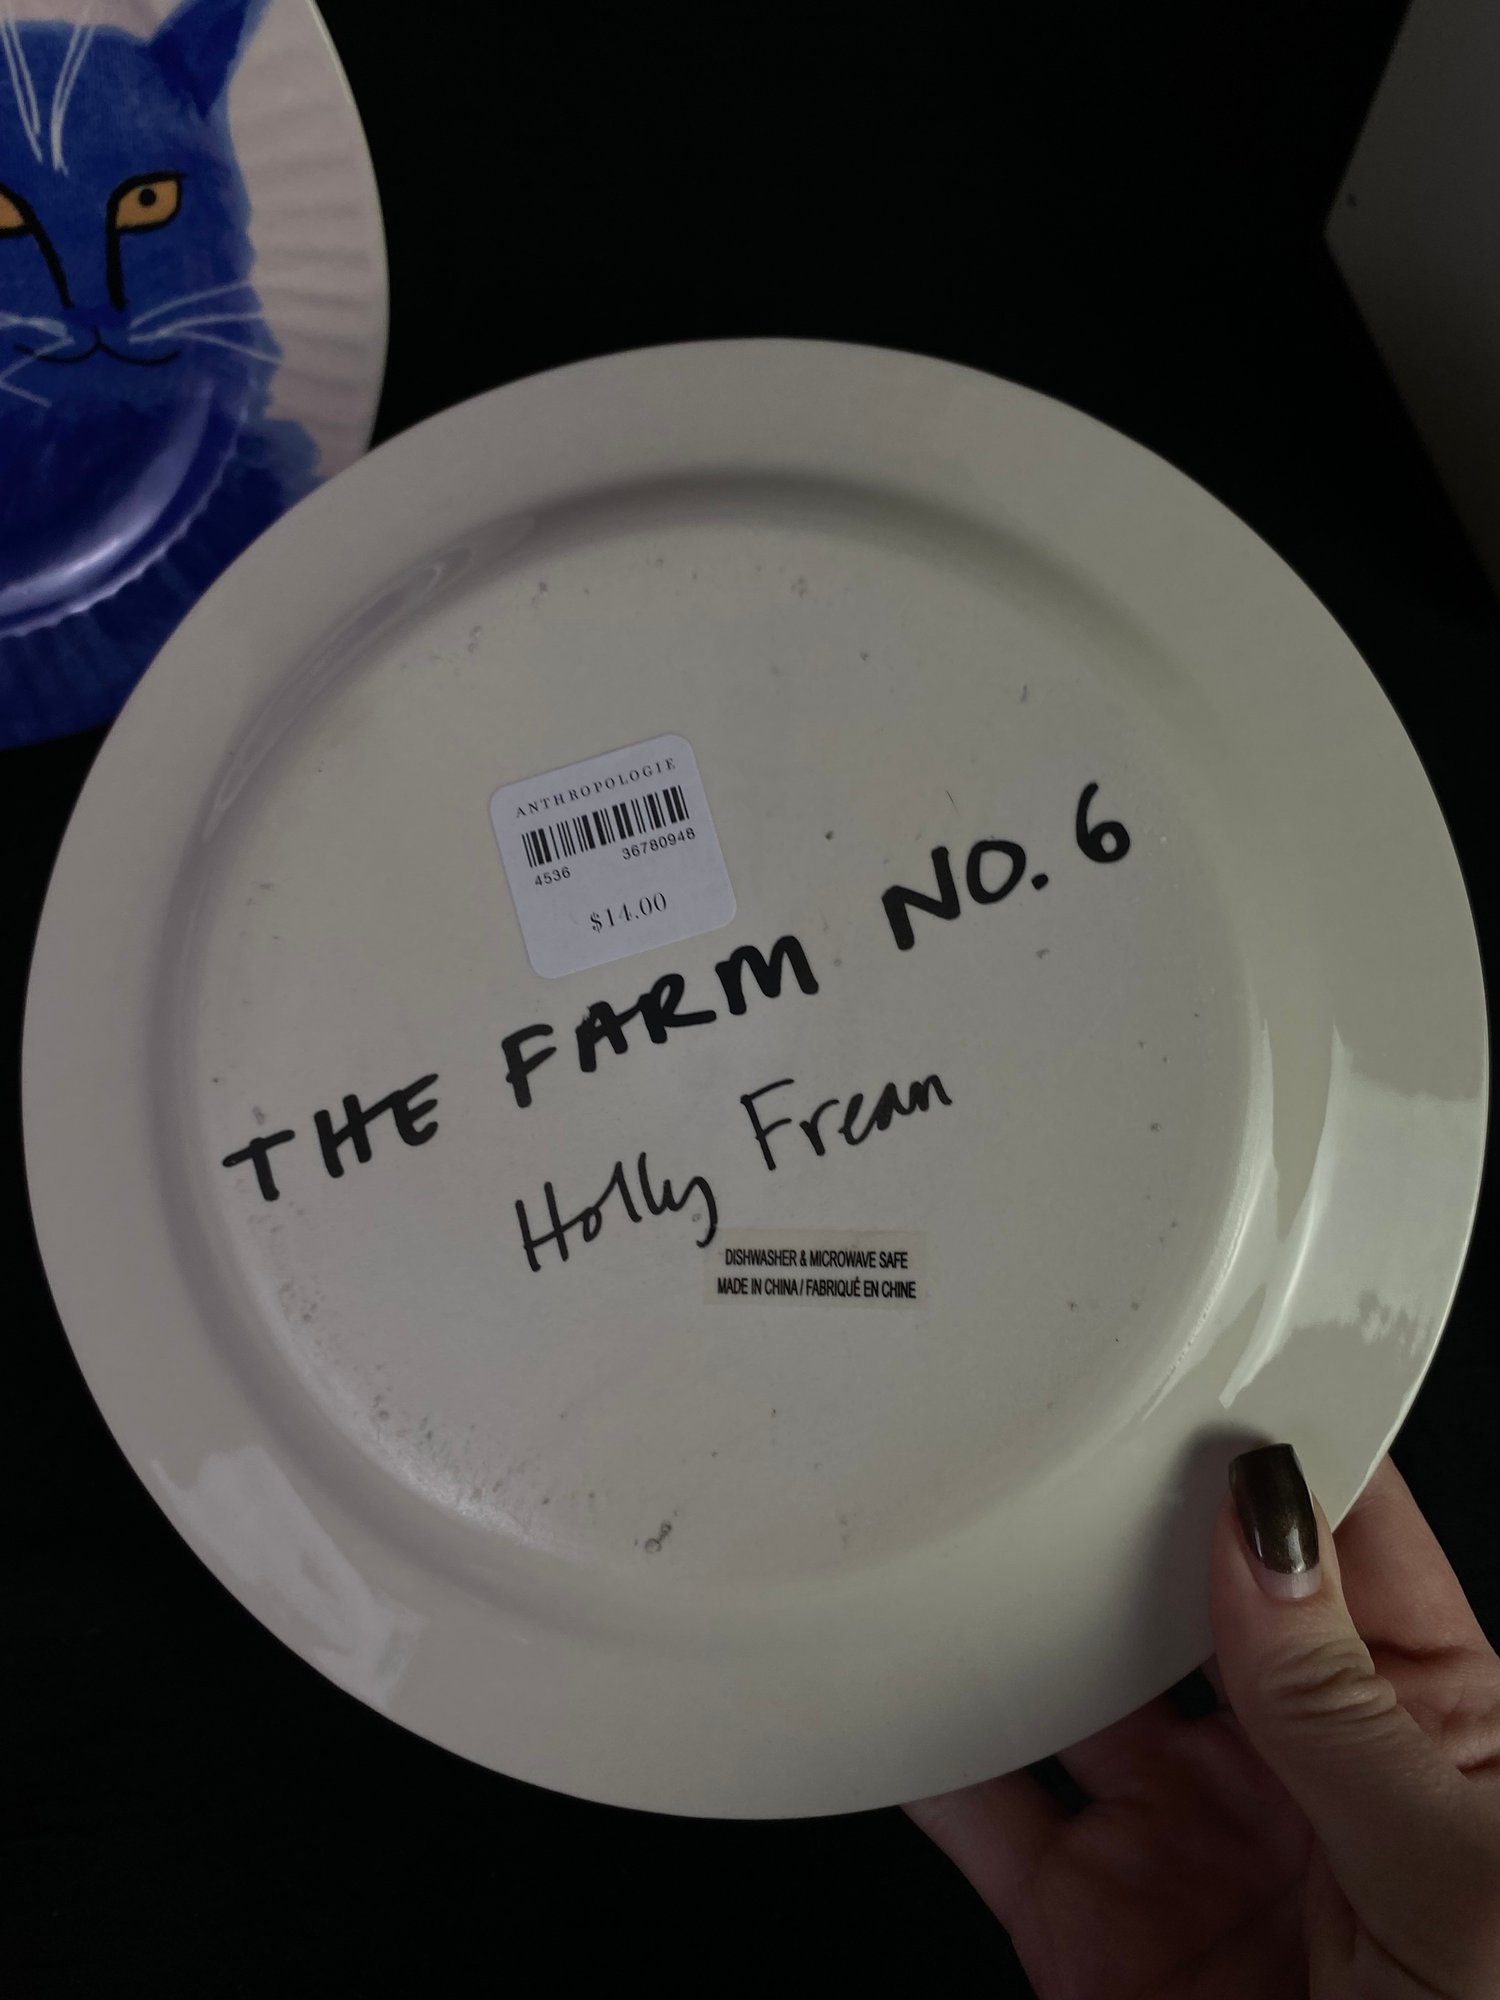 ANTHROPOLOGIE
4536 36780948
$14.00
THE FARM NO. 6
Holly Frean
DISHWASHER & MICROWAVE SAFE
MADE IN CHINA / FABRIQUÉ EN CHINE